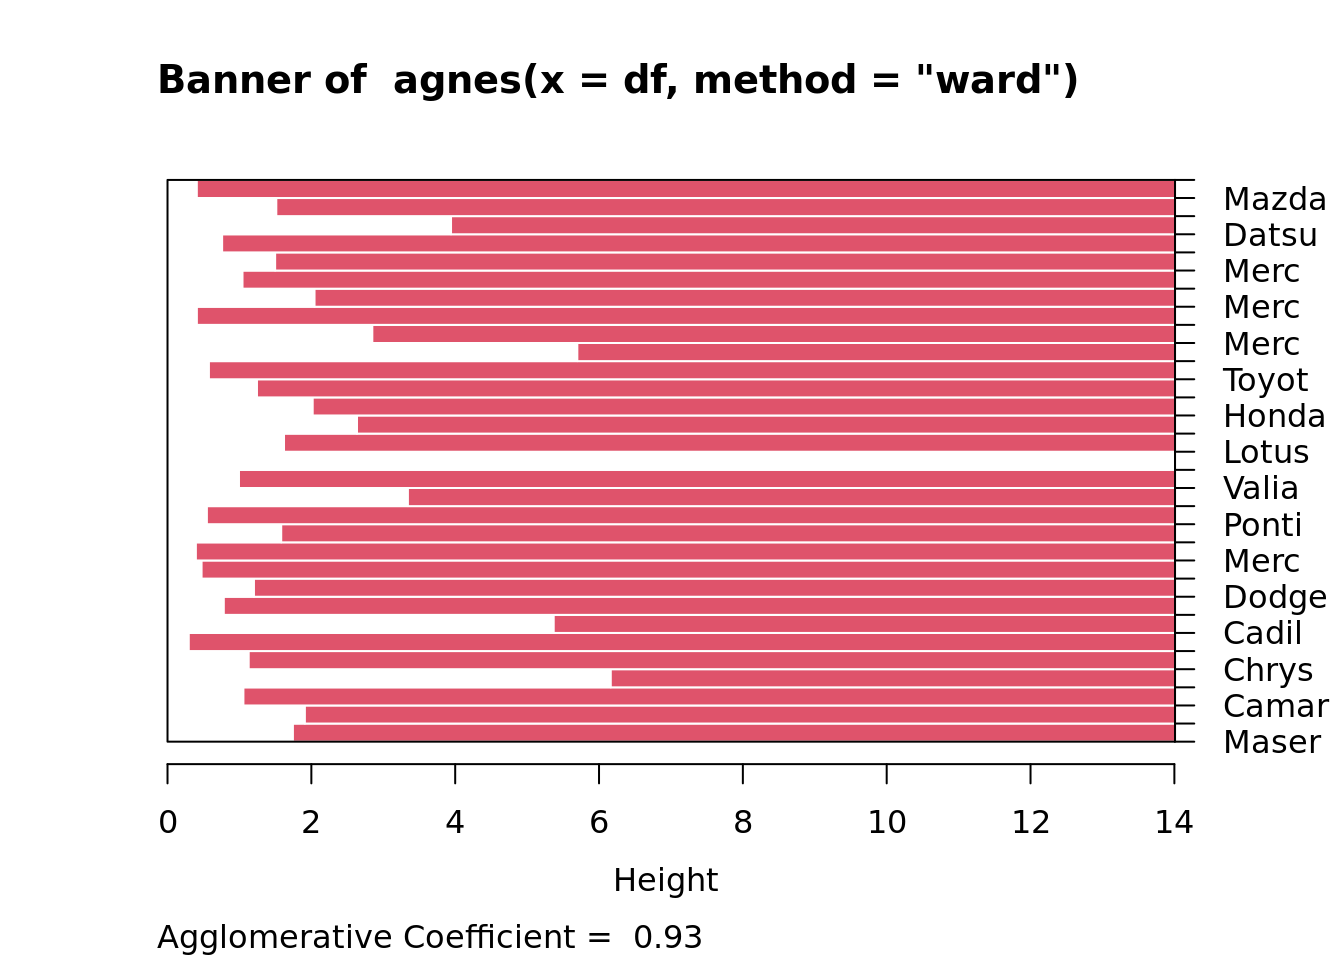 Banner of  agnes(x = df, method = "ward")
Mazda
Datsu
Merc
Merc
Merc
Toyot
Honda
Lotus
Valia
Ponti
Merc
Dodge
Cadil
Chrys
Camar
Maser
0 2 4 6 8 10 12 14
Height
Agglomerative Coefficient =  0.93